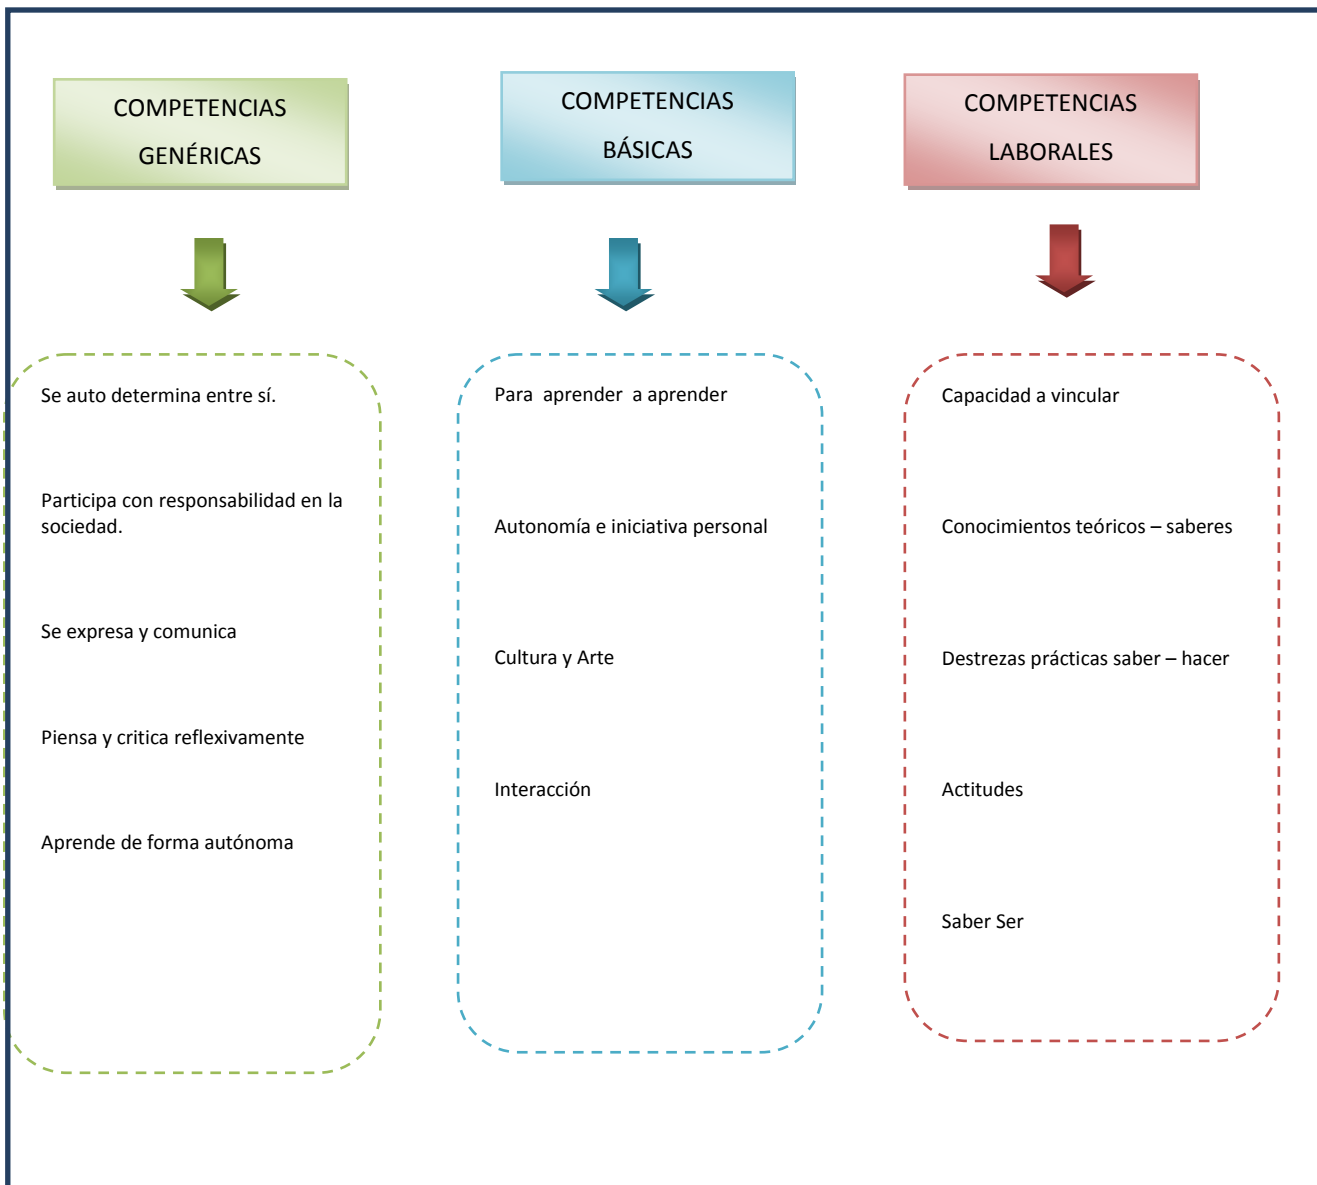 COMPETENCIAS
GENÉRICAS
Se auto determina entre sí.
Participa con responsabilidad en la
sociedad.
Se expresa y comunica
Piensa y critica reflexivamente
Aprende de forma autónoma
COMPETENCIAS
BÁSICAS
Para aprender a aprender
Autonomía e iniciativa personal
Cultura y Arte
Interacción
COMPETENCIAS
LABORALES
Capacidad a vincular
Conocimientos teóricos – saberes
Destrezas prácticas saber – hacer
Actitudes
Saber Ser